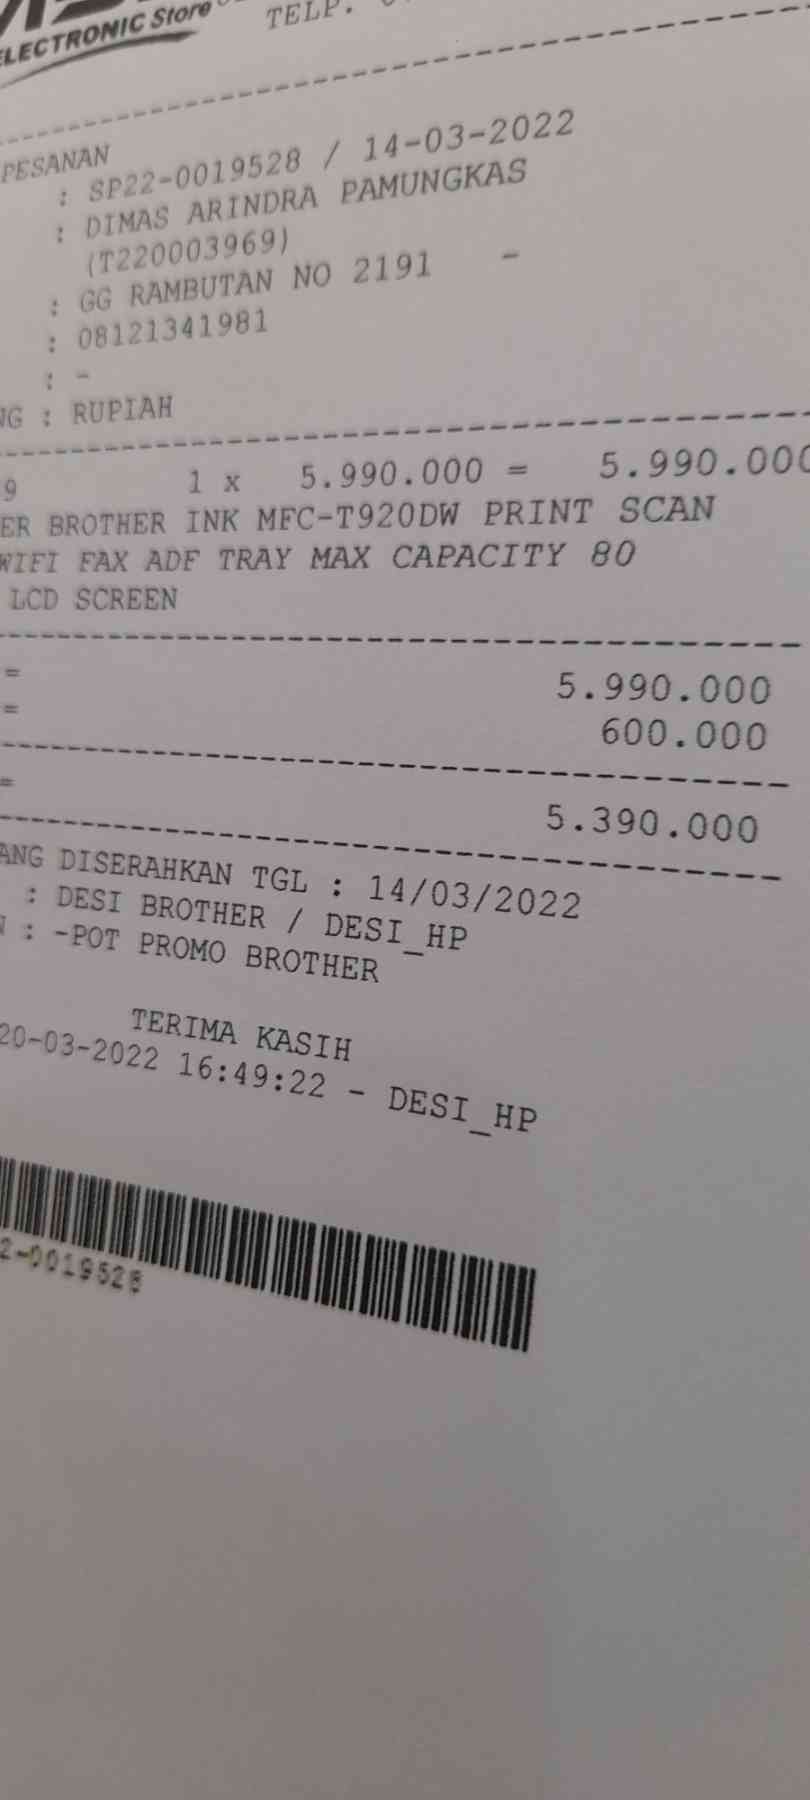 ELECTRONIC Store
TELP.
PESANAN
: SP22-0019528 / 14-03-2022
: DIMAS ARINDRA PAMUNGKAS
(T220003969)
: GG RAMBUTAN NO 2191 -
: 08121341981
: -
NG : RUPIAH
9 1 x 5.990.000 = 5.990.000
ER BROTHER INK MFC-T920DW PRINT SCAN
WIFI FAX ADF TRAY MAX CAPACITY 80
LCD SCREEN
= 5.990.000
= 600.000
= 5.390.000
ANG DISERAHKAN TGL : 14/03/2022
: DESI BROTHER / DESI_HP
N : -POT PROMO BROTHER
TERIMA KASIH
20-03-2022 16:49:22 - DESI_HP
2-0019528